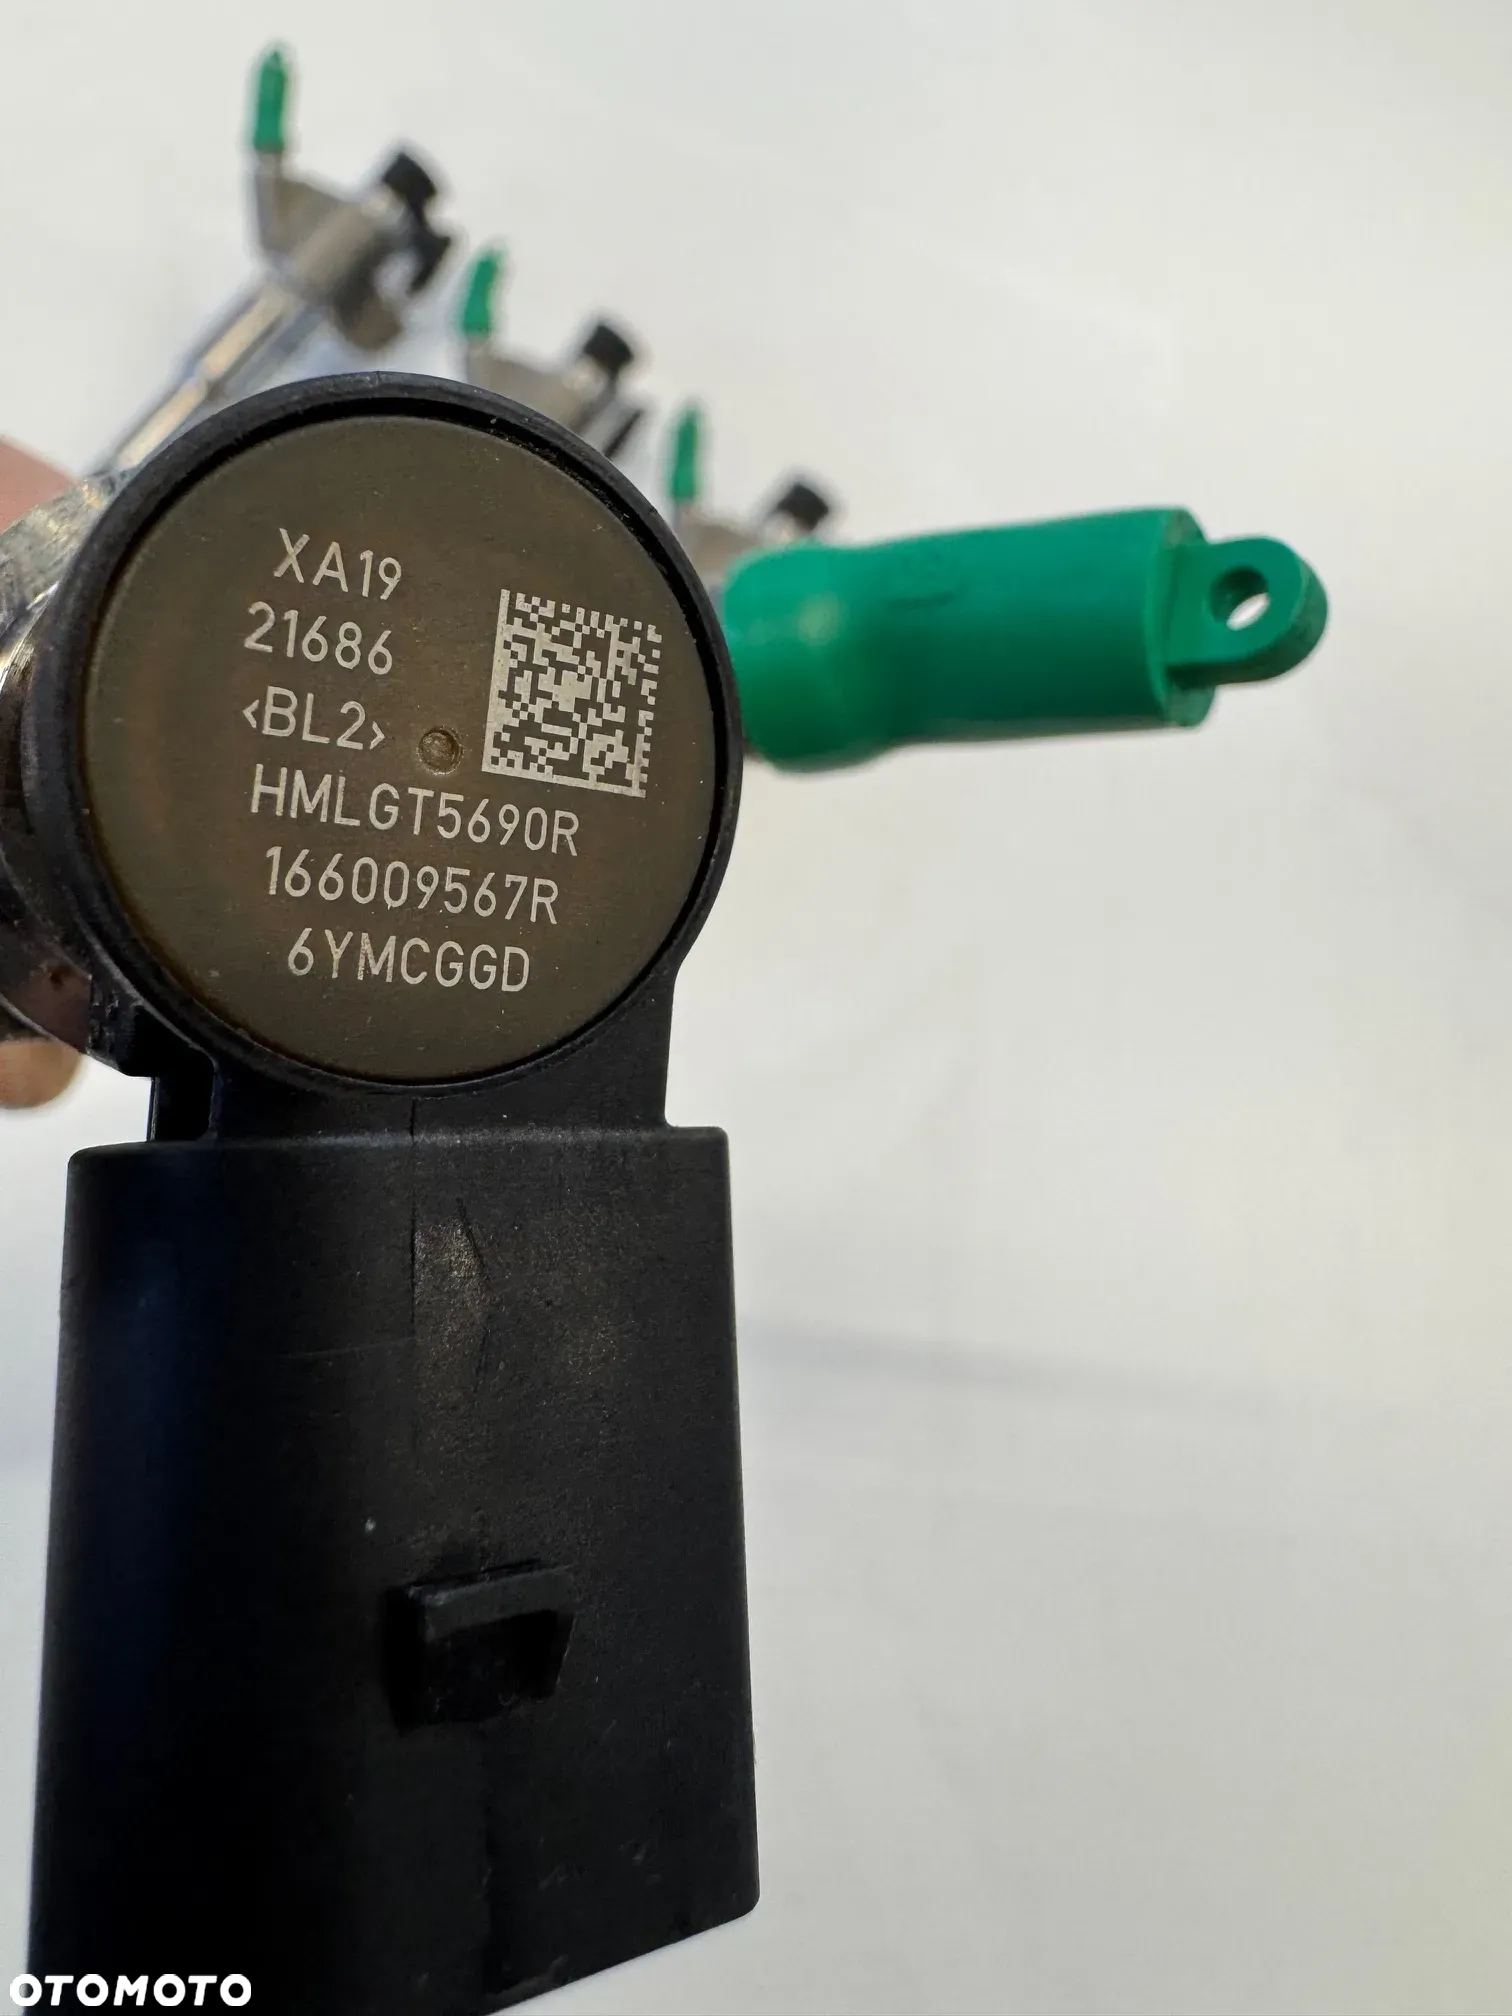 XA19
21686
<BL2>
HMLGT5690R
166009567R
6YMCGGD
OTOMOTO